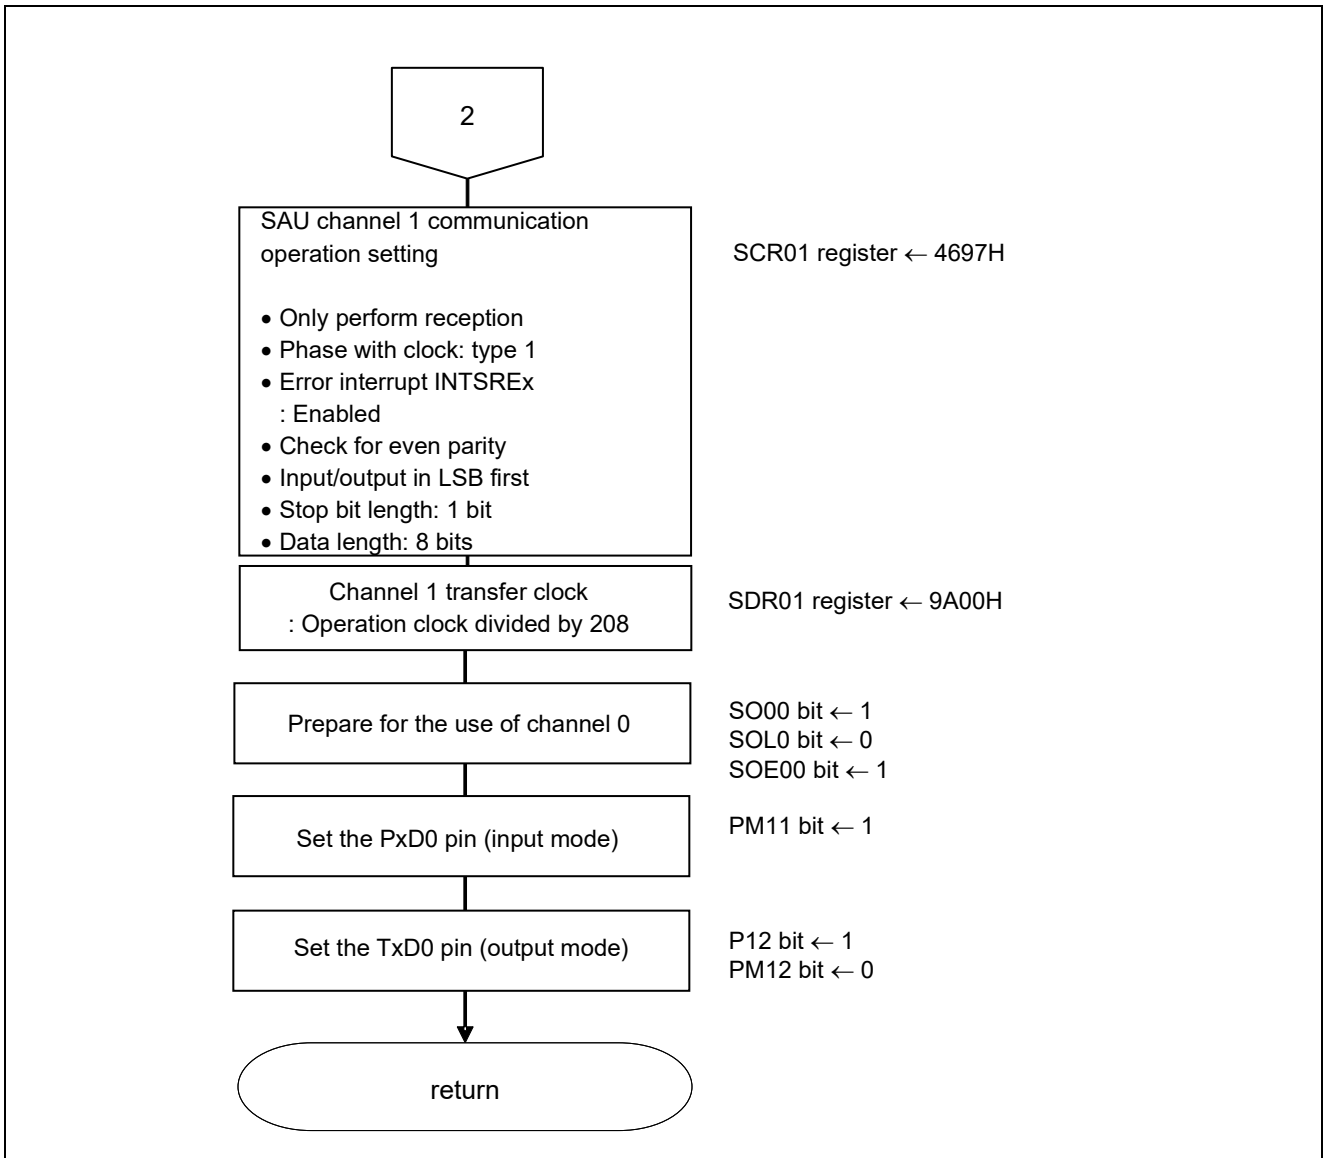 2
SAU channel 1 communication
operation setting
SCR01 register ← 4697H
• Only perform reception
• Phase with clock: type 1
• Error interrupt INTSREx
: Enabled
• Check for even parity
• Input/output in LSB first
• Stop bit length: 1 bit
• Data length: 8 bits
Channel 1 transfer clock
: Operation clock divided by 208
SDR01 register ← 9A00H
Prepare for the use of channel 0
SO00 bit ← 1
SOL0 bit ← 0
SOE00 bit ← 1
Set the PxD0 pin (input mode)
PM11 bit ← 1
Set the TxD0 pin (output mode)
P12 bit ← 1
PM12 bit ← 0
return